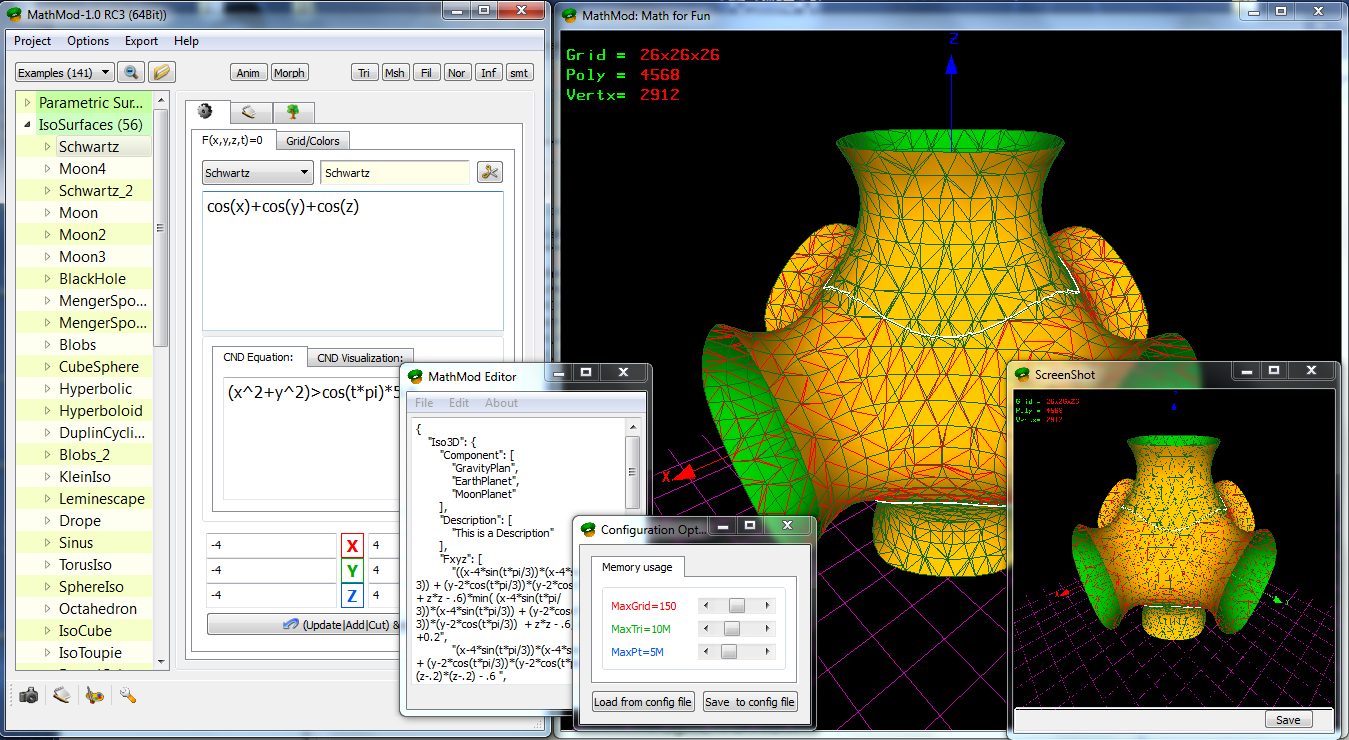 MathMod-1.0 RC3 (64Bit))
Project Options Export Help
Examples (141)
Anim Morph Tri Msh Fil Nor Inf smt
Parametric Sur...
IsoSurfaces (56)
Schwartz
Moon4
Schwartz_2
Moon
Moon2
Moon3
BlackHole
MengerSpo...
MengerSpo...
Blobs
CubeSphere
Hyperbolic
Hyperboloid
DuplinCycli...
Blobs_2
KleinIso
Leminescape
Drope
Sinus
TorusIso
SphereIso
Octahedron
IsoCube
IsoToupie
F(x,y,z,t)=0 Grid/Colors
Schwartz Schwartz
cos(x)+cos(y)+cos(z)
CND Equation: CND Visualization:
(x^2+y^2)>cos(t*pi)*5
-4 X 4
-4 Y 4
-4 Z 4
(Update|Add|Cut) &
MathMod: Math for Fun
Grid = 26x26x26
Poly = 4568
Vertx= 2912
Z
X
MathMod Editor
File Edit About
{
"Iso3D": {
"Component": [
"GravityPlan",
"EarthPlanet",
"MoonPlanet"
],
"Description": [
"This is a Description"
],
"Fxyz": [
"((x-4*sin(t*pi/3))*(x-4*s
3)) + (y-2*cos(t*pi/3))*(y-2*cos(
+ z*z - .6)*min( (x-4*sin(t*pi/
3))*(x-4*sin(t*pi/3)) + (y-2*cos(
3))*(y-2*cos(t*pi/3)) + z*z - .6,
+0.2",
"(x-4*sin(t*pi/3))*(x-4*s
+ (y-2*cos(t*pi/3))*(y-2*cos(t*p
(z-.2)*(z-.2) - .6 ",
Configuration Opt...
Memory usage
MaxGrid=150
MaxTri=10M
MaxPt=5M
Load from config file Save to config file
ScreenShot
Grid = 26x26x26
Poly = 4568
Vertx= 2912
Save